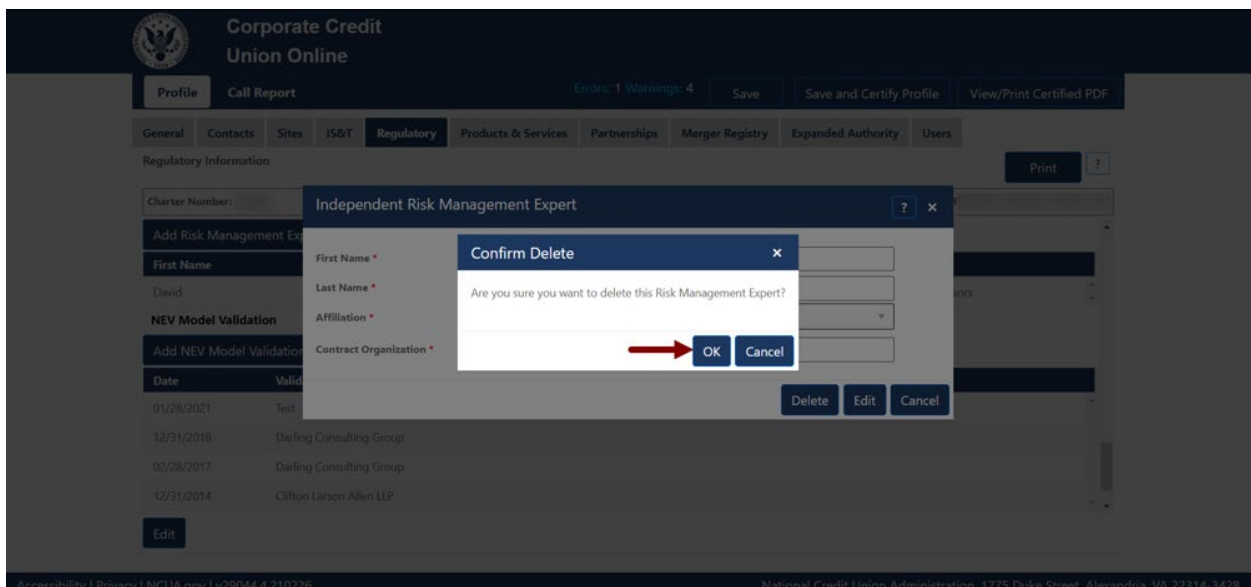 Corporate Credit
Union Online
Profile Call Report Errors: 1 Warnings: 4 Save Save and Certify Profile View/Print Certified PDF
General Contacts Sites IS&T Regulatory Products & Services Partnerships Merger Registry Expanded Authority Users
Regulatory Information Print ?
Charter Number:
Independent Risk Management Expert ? ×
Add Risk Management Exp
First Name
First Name *
Confirm Delete ×
David
Last Name *
Are you sure you want to delete this Risk Management Expert?
sors
NEV Model Validation
Affiliation *
Add NEV Model Validation
Contract Organization *
OK Cancel
Date Valid
Delete Edit Cancel
01/28/2021 Test
12/31/2018 Darling Consulting Group
02/28/2017 Darling Consulting Group
12/31/2014 Clifton Larson Allen LLP
Edit
Accessibility | Privacy | NCUA.gov | v29044.4.210226 National Credit Union Administration, 1775 Duke Street, Alexandria, VA 22314-3428